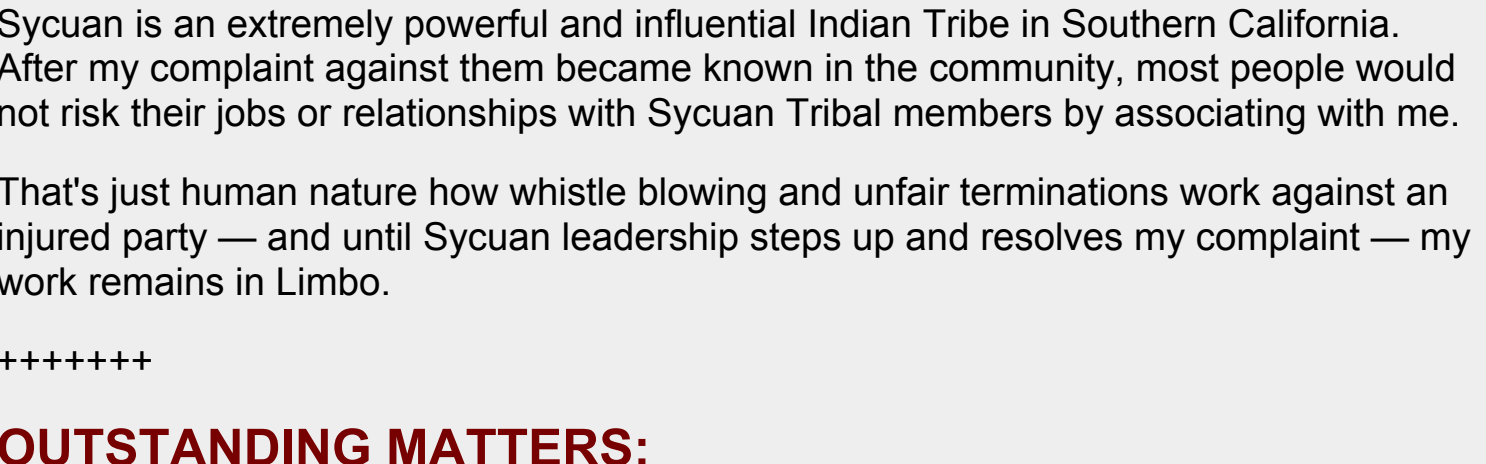 Sycuan is an extremely powerful and influential Indian Tribe in Southern California.
After my complaint against them became known in the community, most people would
not risk their jobs or relationships with Sycuan Tribal members by associating with me.
That's just human nature how whistle blowing and unfair terminations work against an
injured party — and until Sycuan leadership steps up and resolves my complaint — my
work remains in Limbo.
+++++++
OUTSTANDING MATTERS: